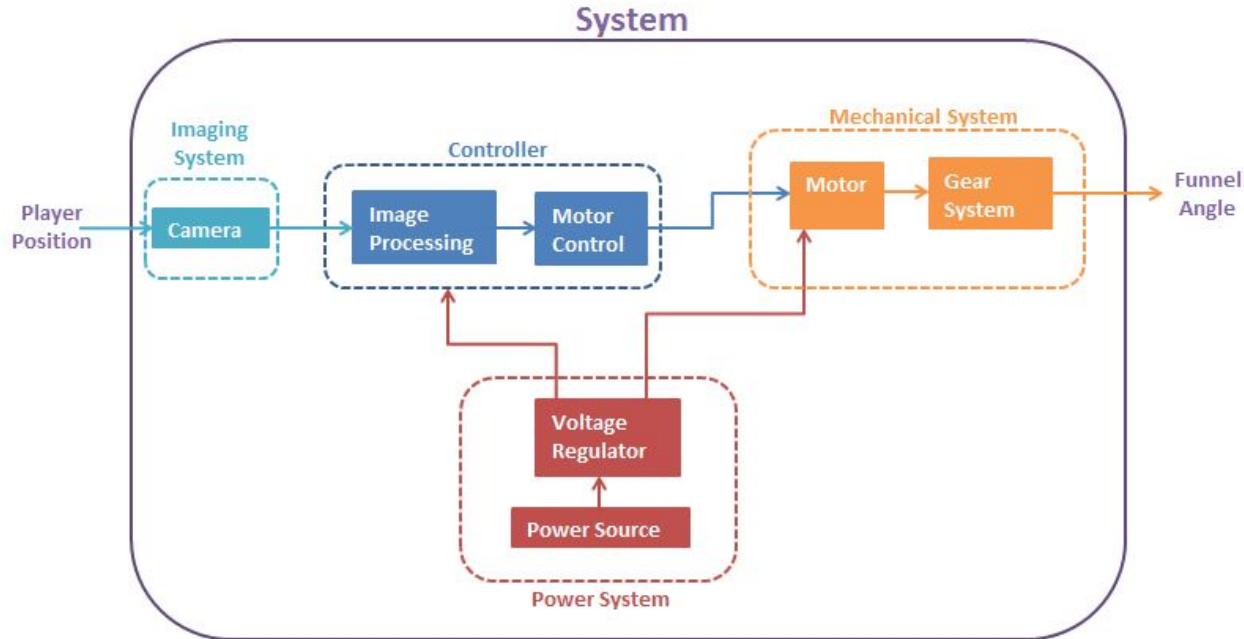 System
Imaging
System
Controller
Mechanical System
Player
Position
Camera
Image
Processing
Motor
Control
Motor
Gear
System
Funnel
Angle
Voltage
Regulator
Power Source
Power System